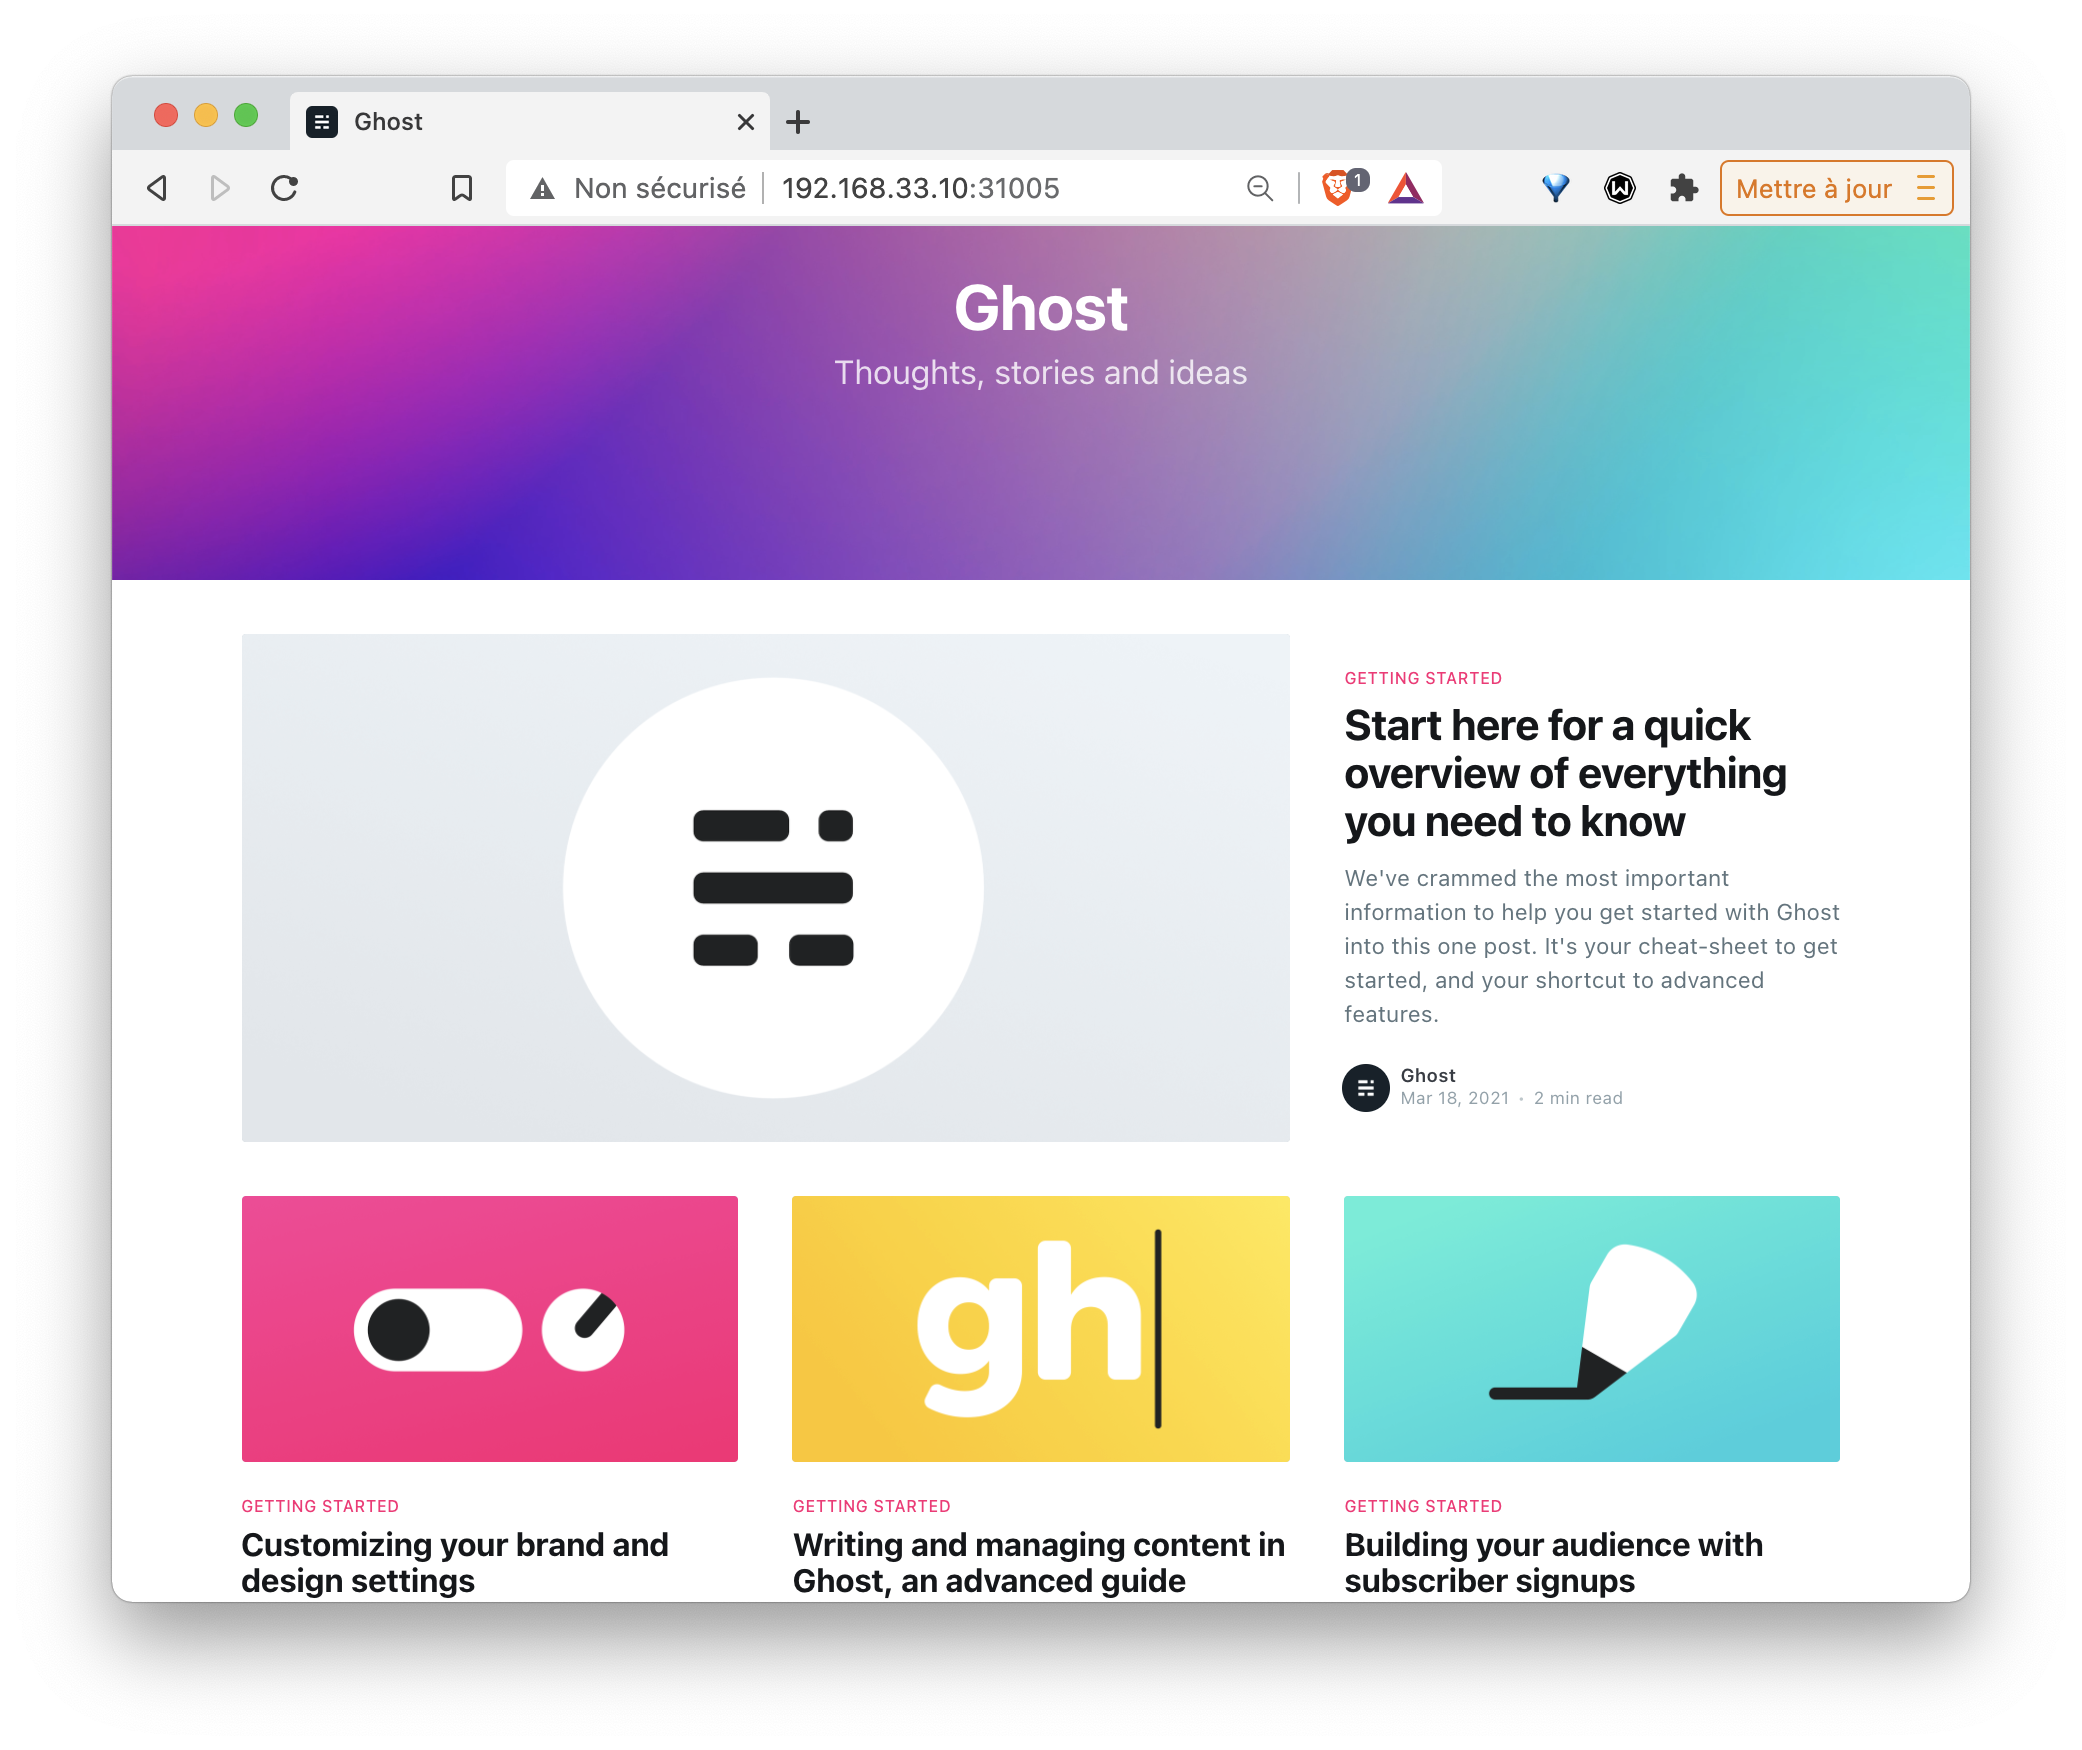 Ghost
Non sécurisé 192.168.33.10:31005
1
Mettre à jour
Ghost
Thoughts, stories and ideas
GETTING STARTED
Start here for a quick
overview of everything
you need to know
We've crammed the most important
information to help you get started with Ghost
into this one post. It's your cheat-sheet to get
started, and your shortcut to advanced
features.
Ghost
Mar 18, 2021 • 2 min read
gh
GETTING STARTED
Customizing your brand and
design settings
GETTING STARTED
Writing and managing content in
Ghost, an advanced guide
GETTING STARTED
Building your audience with
subscriber signups